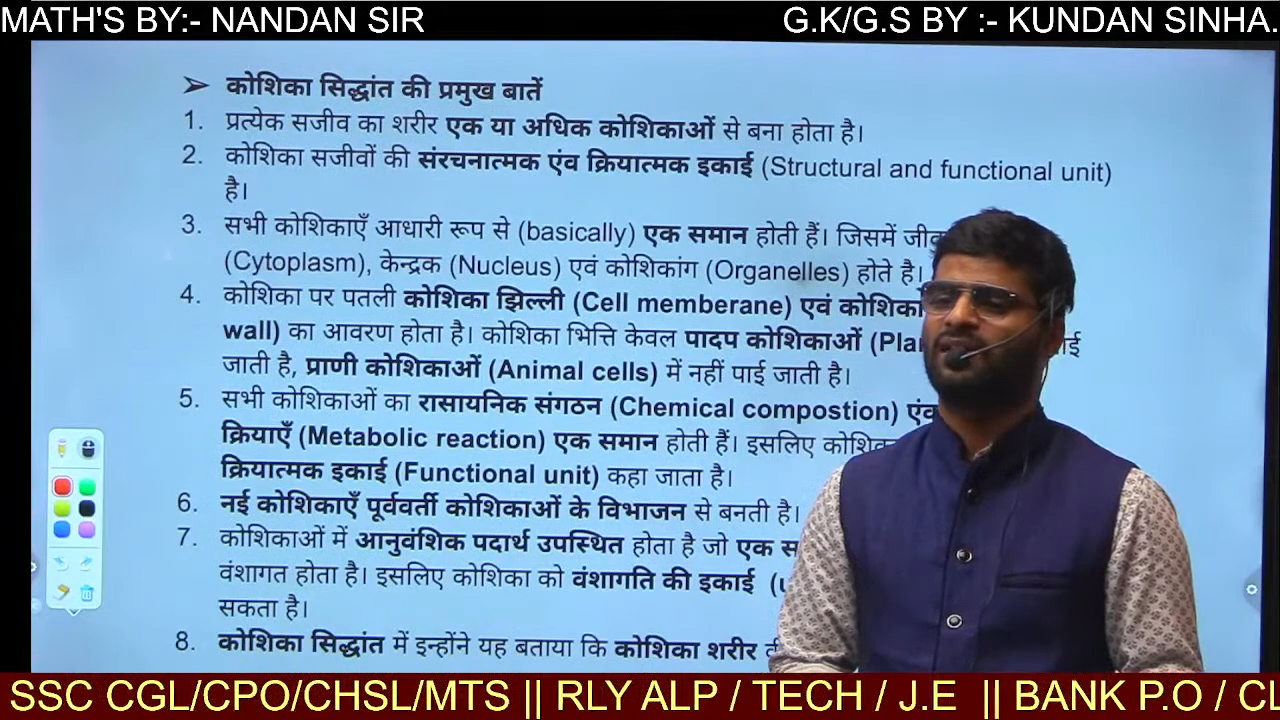 MATH'S BY:- NANDAN SIR
G.K/G.S BY :- KUNDAN SINHA.
➢ कोशिका सिद्धांत की प्रमुख बातें
1. प्रत्येक सजीव का शरीर एक या अधिक कोशिकाओं से बना होता है।
2. कोशिका सजीवों की संरचनात्मक एंव क्रियात्मक इकाई (Structural and functional unit)
है।
3. सभी कोशिकाएँ आधारी रूप से (basically) एक समान होती हैं। जिसमें
(Cytoplasm), केन्द्रक (Nucleus) एवं कोशिकांग (Organelles) होते है।
4. कोशिका पर पतली कोशिका झिल्ली (Cell memberane) एवं
wall) का आवरण होता है। कोशिका भित्ति केवल पादप कोशिकाओं
जाती है, प्राणी कोशिकाओं (Animal cells) में नहीं पाई जाती है।
5. सभी कोशिकाओं का रासायनिक संगठन (Chemical compostion)
क्रियाएँ (Metabolic reaction) एक समान होती हैं। इसलिए
क्रियात्मक इकाई (Functional unit) कहा जाता है।
6. नई कोशिकाएँ पूर्ववर्ती कोशिकाओं के विभाजन से बनती है।
7. कोशिकाओं में आनुवंशिक पदार्थ उपस्थित होता है जो एक
वंशागत होता है। इसलिए कोशिका को वंशागति की इकाई
सकता है।
8. कोशिका सिद्धांत में इन्होंने यह बताया कि कोशिका शरीर
SSC CGL/CPO/CHSL/MTS || RLY ALP / TECH / J.E || BANK P.O /